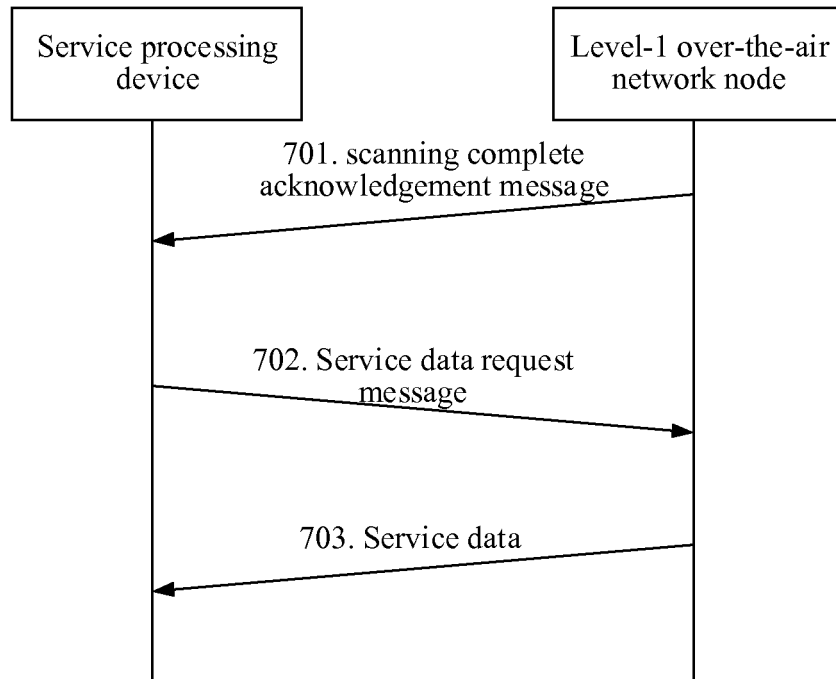 Service processing
device
Level-1 over-the-air
network node
701. scanning complete
acknowledgement message
702. Service data request
message
703. Service data